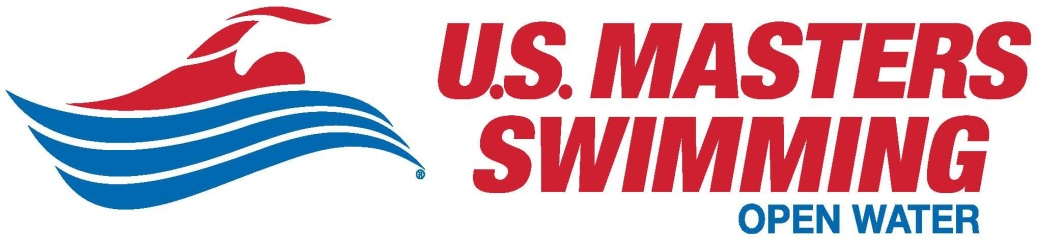 U.S. MASTERS
SWIMMING
OPEN WATER
®